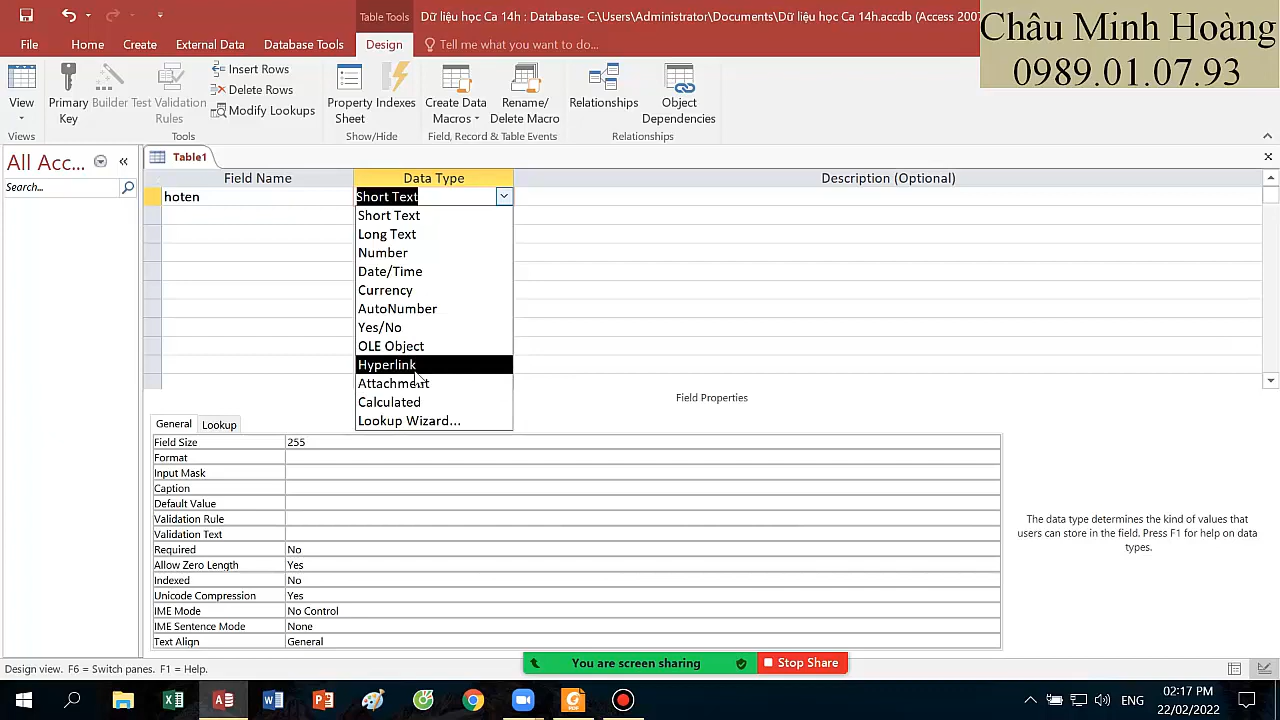 Table Tools
Dữ liệu học Ca 14h : Database- C:\Users\Administrator\Documents\Dữ liệu học Ca 14h.accdb (Access 2007
Châu Minh Hoàng
0989.01.07.93
File
Home
Create
External Data
Database Tools
Design
Tell me what you want to do...
View
Primary Key
Builder
Test Validation Rules
Insert Rows
Delete Rows
Modify Lookups
Property Sheet
Indexes
Create Data Macros
Rename/ Delete Macro
Relationships
Object Dependencies
Views
Tools
Show/Hide
Field, Record & Table Events
Relationships
All Acc...
Search...
Table1
Field Name
Data Type
Description (Optional)
hoten
Short Text
Short Text
Long Text
Number
Date/Time
Currency
AutoNumber
Yes/No
OLE Object
Hyperlink
Attachment
Calculated
Lookup Wizard...
Field Properties
General
Lookup
Field Size 255
Format
Input Mask
Caption
Default Value
Validation Rule
Validation Text
Required No
Allow Zero Length Yes
Indexed No
Unicode Compression Yes
IME Mode No Control
IME Sentence Mode None
Text Align General
The data type determines the kind of values that
users can store in the field. Press F1 for help on data
types.
You are screen sharing
Stop Share
Design view. F6 = Switch panes. F1 = Help.
ENG
02:17 PM
22/02/2022